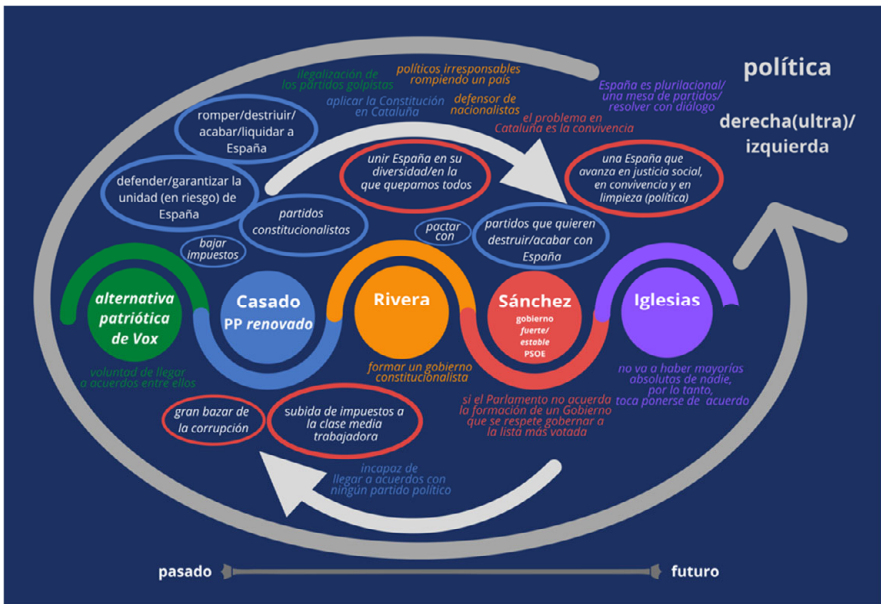 ilegalización de
los partidos golpistas
políticos irresponsables
rompiendo un país
aplicar la Constitución
en Cataluña
defensor de
nacionalistas
el problema en
Cataluña es la convivencia
España es plurilacional/
una mesa de partidos/
resolver con diálogo
política
derecha(ultra)/
izquierda
romper/destriuir/
acabar/liquidar a
España
defender/garantizar la
unidad (en riesgo) de
España
partidos
constitucionalistas
bajar
impuestos
unir España en su
diversidad/en la
que quepamos todos
una España que
avanza en justicia social,
en convivencia y en
limpieza (política)
pactar
con
partidos que quieren
destruir/acabar con
España
alternativa
patriótica
de Vox
Casado
PP renovado
Rivera
Sánchez
gobierno
fuerte/
estable
PSOE
Iglesias
voluntad de llegar
a acuerdos entre ellos
formar un gobierno
constitucionalista
si el Parlamento no acuerda
la formación de un Gobierno
que se respete gobernar a
a la lista más votada
no va a haber mayorías
absolutas de nadie,
por lo tanto,
toca ponerse de acuerdo
gran bazar de
la corrupción
subida de impuestos a
la clase media
trabajadora
incapaz de
llegar a acuerdos con
ningún partido político
pasado
futuro